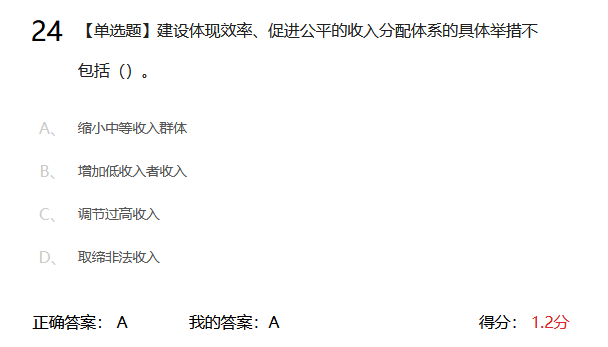 24 【单选题】建设体现效率、促进公平的收入分配体系的具体举措不
包括（）。
A、 缩小中等收入群体
B、 增加低收入者收入
C、 调节过高收入
D、 取缔非法收入
正确答案： A 我的答案：A 得分： 1.2分